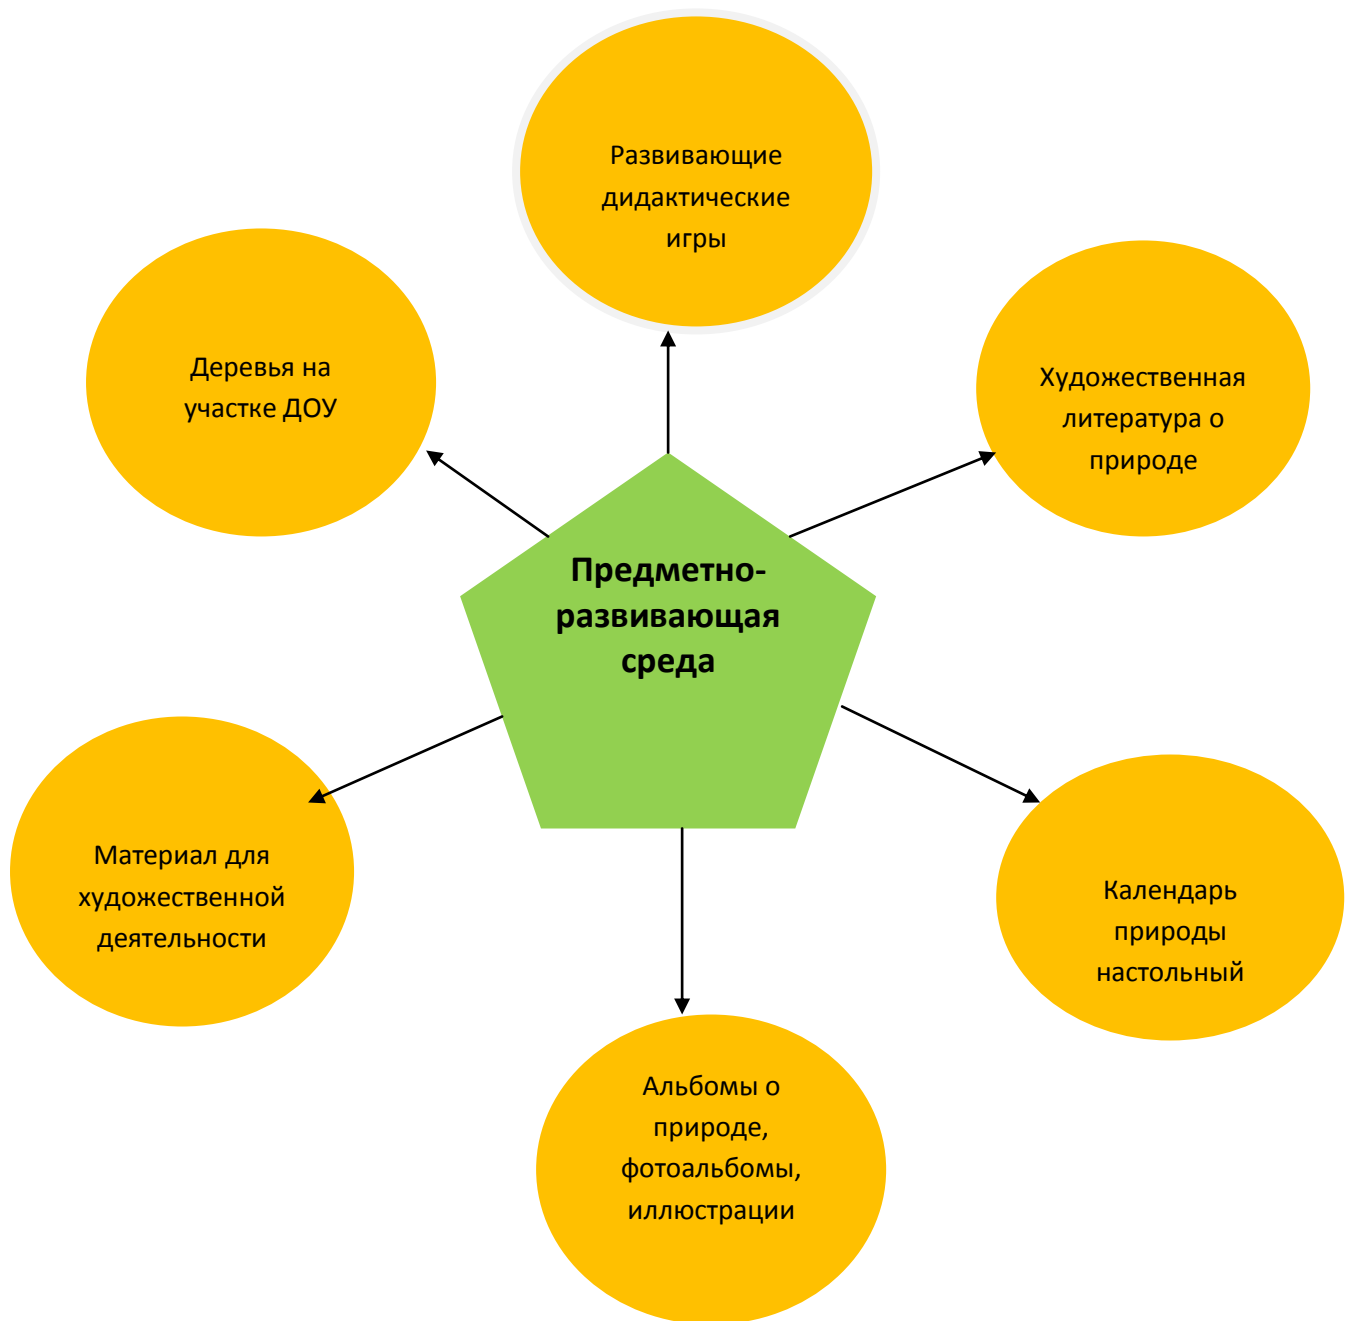 Развивающие
дидактические
игры
Деревья на
участке ДОУ
Художественная
литература о
природе
Предметно-
развивающая
среда
Материал для
художественной
деятельности
Календарь
природы
настольный
Альбомы о
природе,
фотоальбомы,
иллюстрации